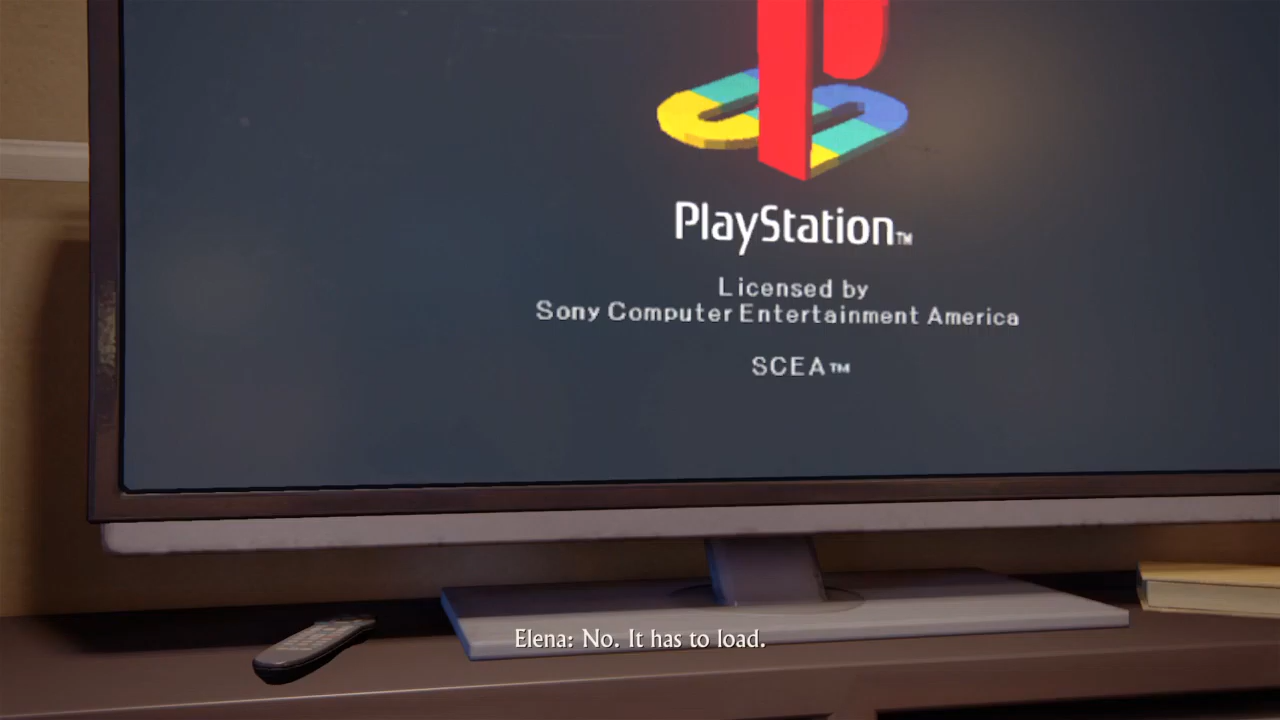 PlayStation™
Licensed by
Sony Computer Entertainment America
SCEA™
Elena: No. It has to load.